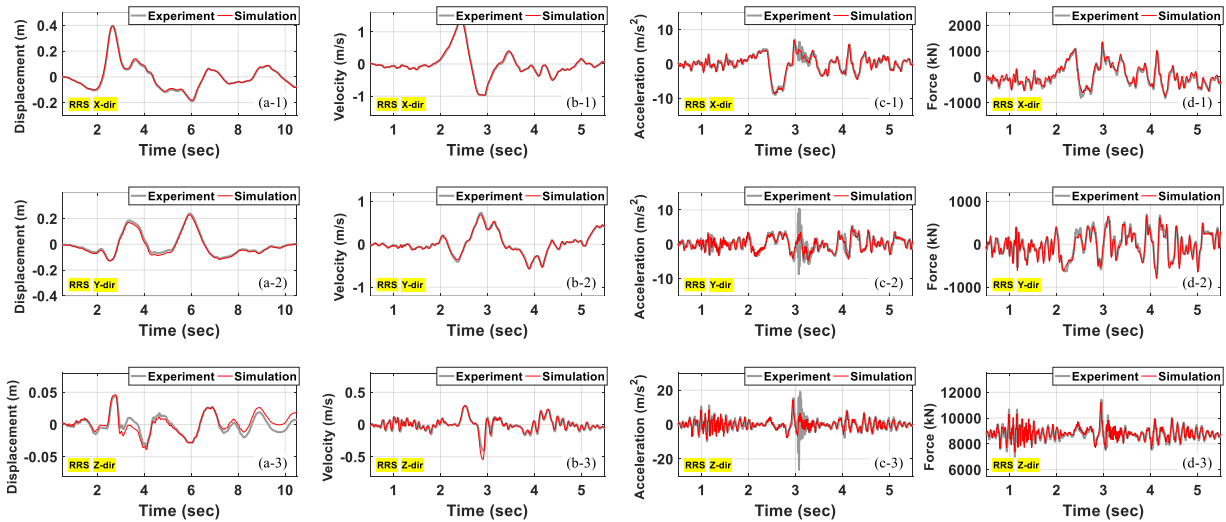 Experiment Simulation
Displacement (m)
0.4
0.2
0
-0.2
RRS X-dir
(a-1)
2 4 6 8 10
Time (sec)
Experiment Simulation
Velocity (m/s)
1
0
-1
RRS X-dir
(b-1)
1 2 3 4 5
Time (sec)
Experiment Simulation
Acceleration (m/s²)
10
0
-10
RRS X-dir
(c-1)
1 2 3 4 5
Time (sec)
Experiment Simulation
Force (kN)
2000
1000
0
-1000
RRS X-dir
(d-1)
1 2 3 4 5
Time (sec)
Experiment Simulation
Displacement (m)
0.2
0
-0.2
-0.4
RRS Y-dir
(a-2)
2 4 6 8 10
Time (sec)
Experiment Simulation
Velocity (m/s)
1
0
-1
RRS Y-dir
(b-2)
1 2 3 4 5
Time (sec)
Experiment Simulation
Acceleration (m/s²)
10
0
-10
RRS Y-dir
(c-2)
1 2 3 4 5
Time (sec)
Experiment Simulation
Force (kN)
1000
0
-1000
RRS Y-dir
(d-2)
1 2 3 4 5
Time (sec)
Experiment Simulation
Displacement (m)
0.05
0
-0.05
RRS Z-dir
(a-3)
2 4 6 8 10
Time (sec)
Experiment Simulation
Velocity (m/s)
0.5
0
-0.5
RRS Z-dir
(b-3)
1 2 3 4 5
Time (sec)
Experiment Simulation
Acceleration (m/s²)
20
0
-20
RRS Z-dir
(c-3)
1 2 3 4 5
Time (sec)
Experiment Simulation
Force (kN)
12000
10000
8000
6000
RRS Z-dir
(d-3)
1 2 3 4 5
Time (sec)